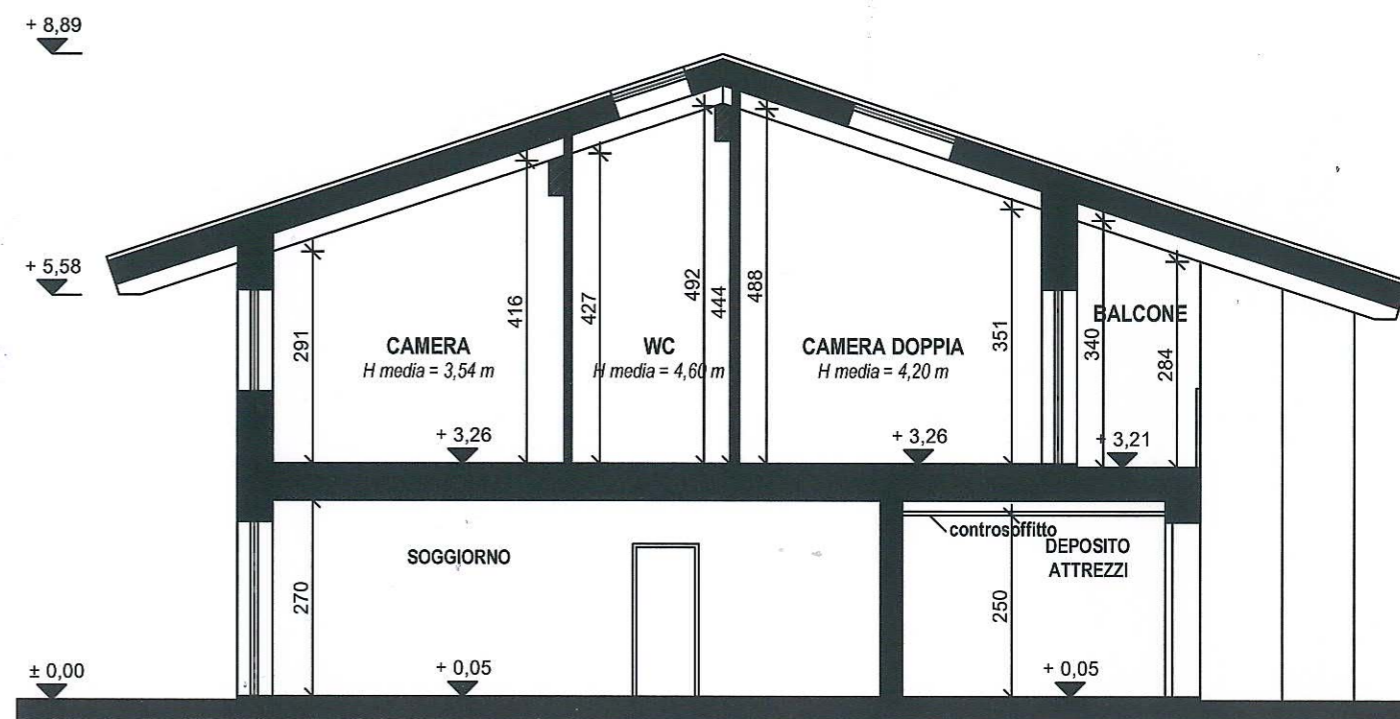 + 8,89
+ 5,58
291
416
427
492
444
488
351
340
284
CAMERA
H media = 3,54 m
WC
H media = 4,60 m
CAMERA DOPPIA
H media = 4,20 m
BALCONE
+ 3,26
+ 3,26
+ 3,21
SOGGIORNO
controsoffitto
DEPOSITO
ATTREZZI
270
250
± 0,00
+ 0,05
+ 0,05